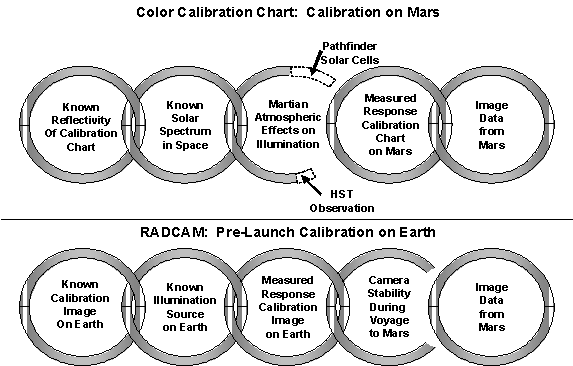 Color Calibration Chart:  Calibration on Mars
Pathfinder
Solar Cells
Known
Reflectivity
Of Calibration
Chart
Known
Solar
Spectrum
in Space
Martian
Atmospheric
Effects on
Illumination
Measured
Response
Calibration
Chart
on Mars
Image
Data
from
Mars
HST
Observation
RADCAM:  Pre-Launch Calibration on Earth
Known
Calibration
Image
On Earth
Known
Illumination
Source
on Earth
Measured
Response
Calibration
Image
on Earth
Camera
Stability
During
Voyage
to Mars
Image
Data
from
Mars